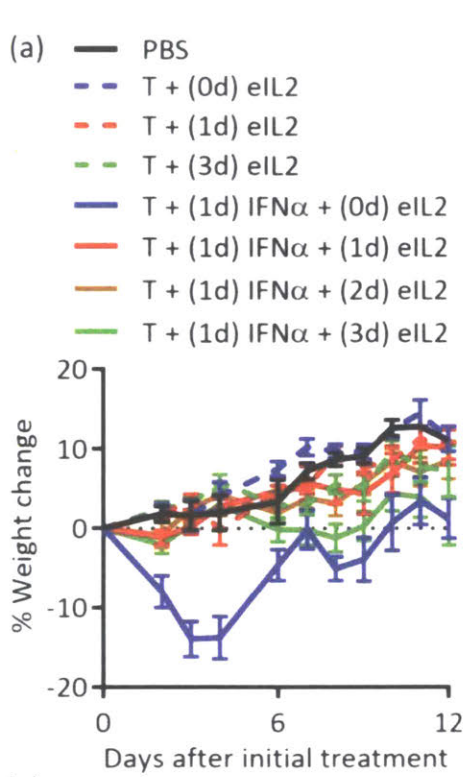 (a)
PBS
T + (0d) eIL2
T + (1d) eIL2
T + (3d) eIL2
T + (1d) IFNα + (0d) eIL2
T + (1d) IFNα + (1d) eIL2
T + (1d) IFNα + (2d) eIL2
T + (1d) IFNα + (3d) eIL2
% Weight change
20
10
0
-10
-20
0 6 12
Days after initial treatment